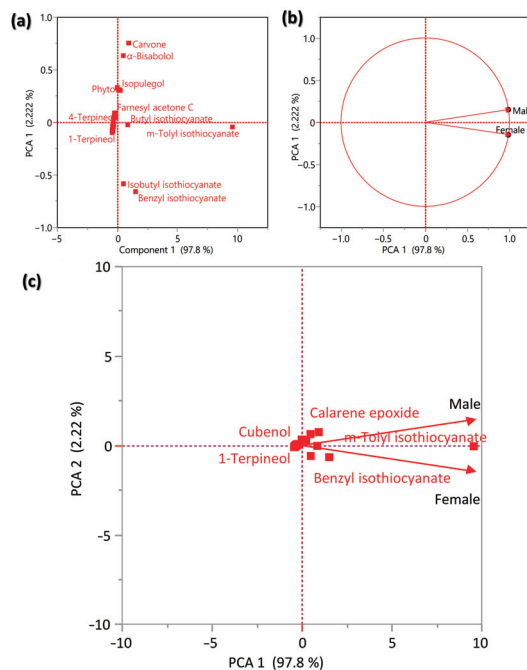 (a)
1.0
0.5
0.0
−0.5
−1.0
PCA 1 (2.222 %)
Carvone
α-Bisabolol
Isopulegol
Phytol
Farnesyl acetone C
4-Terpineol
Butyl isothiocyanate
1-Terpineol
m-Tolyl isothiocyanate
Isobutyl isothiocyanate
Benzyl isothiocyanate
−5
0
5
10
Component 1 (97.8 %)
(b)
1.0
0.5
0.0
−0.5
−1.0
PCA 1 (2.222 %)
Male
Female
−1.0
−0.5
0.0
0.5
1.0
PCA 1 (97.8 %)
(c)
10
5
0
−5
−10
PCA 2 (2.22 %)
Calarene epoxide
Male
Cubenol
m-Tolyl isothiocyanate
1-Terpineol
Benzyl isothiocyanate
Female
−10
−5
0
5
10
PCA 1 (97.8 %)